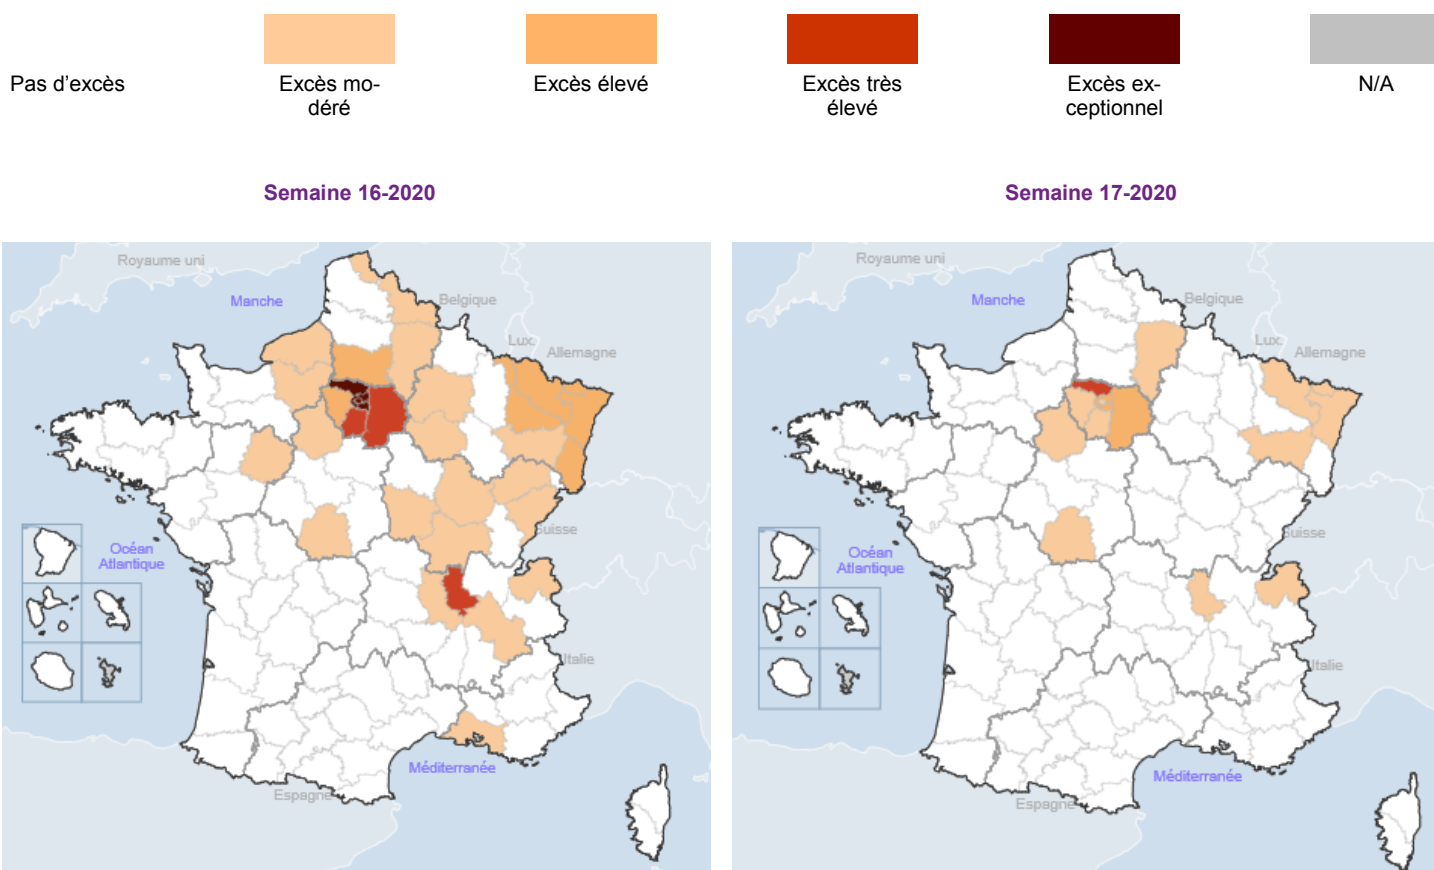 Pas d'excès
Excès mo-
déré
Excès élevé
Excès très
élevé
Excès ex-
ceptionnel
N/A
Semaine 16-2020
Semaine 17-2020
Royaume uni
Manche
Belgique
Lux.
Allemagne
Suisse
Océan
Atlantique
Italie
Méditerranée
Espagne
Royaume uni
Manche
Belgique
Lux.
Allemagne
Suisse
Océan
Atlantique
Italie
Méditerranée
Espagne